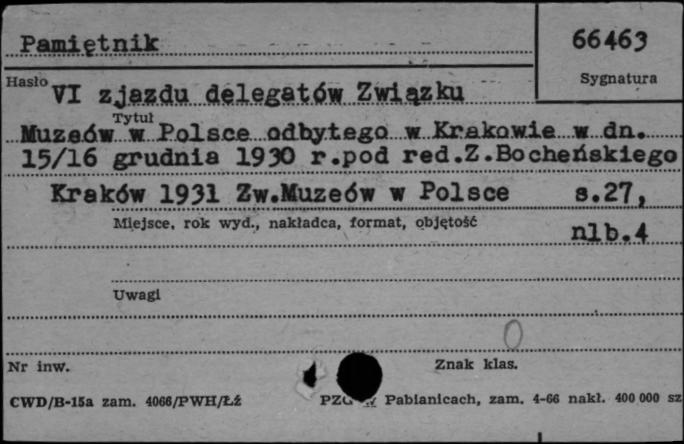 Pamiętnik
66463
Hasło
Sygnatura
VI zjazdu delegatów Związku
Tytuł
Muzeów w Polsce odbytego w Krakowie w dn.
15/16 grudnia 1930 r.pod red.Z.Bocheńskiego
Kraków 1931 Zw.Muzeów w Polsce s.27,
Miejsce, rok wyd., nakładca, format, objętość
nlb.4
Uwagi
0
Nr inw.
Znak klas.
CWD/B-15a zam. 4066/PWH/Łź
PZG w Pabianicach, zam. 4-66 nakł. 400 000 sz